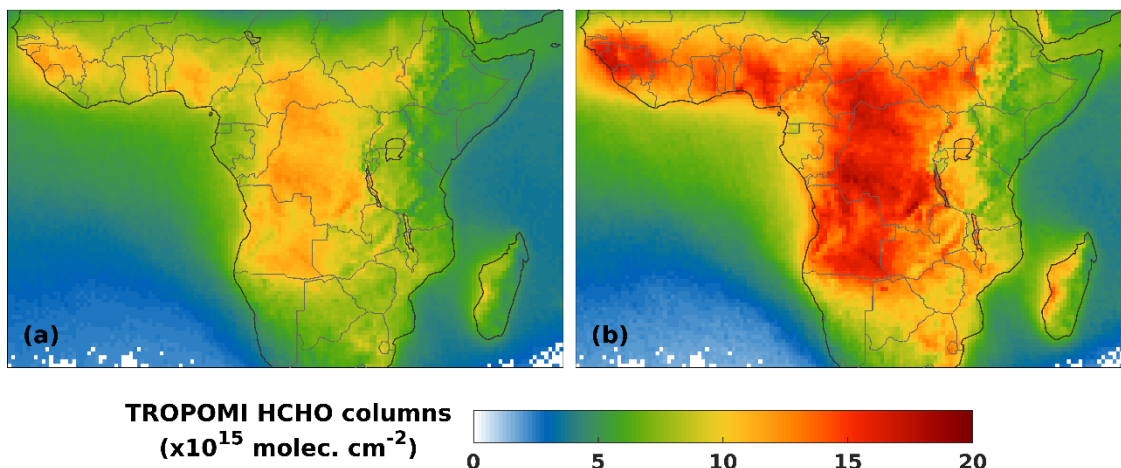 (a)
(b)
TROPOMI HCHO columns
(x10¹⁵ molec. cm⁻²)
0 5 10 15 20